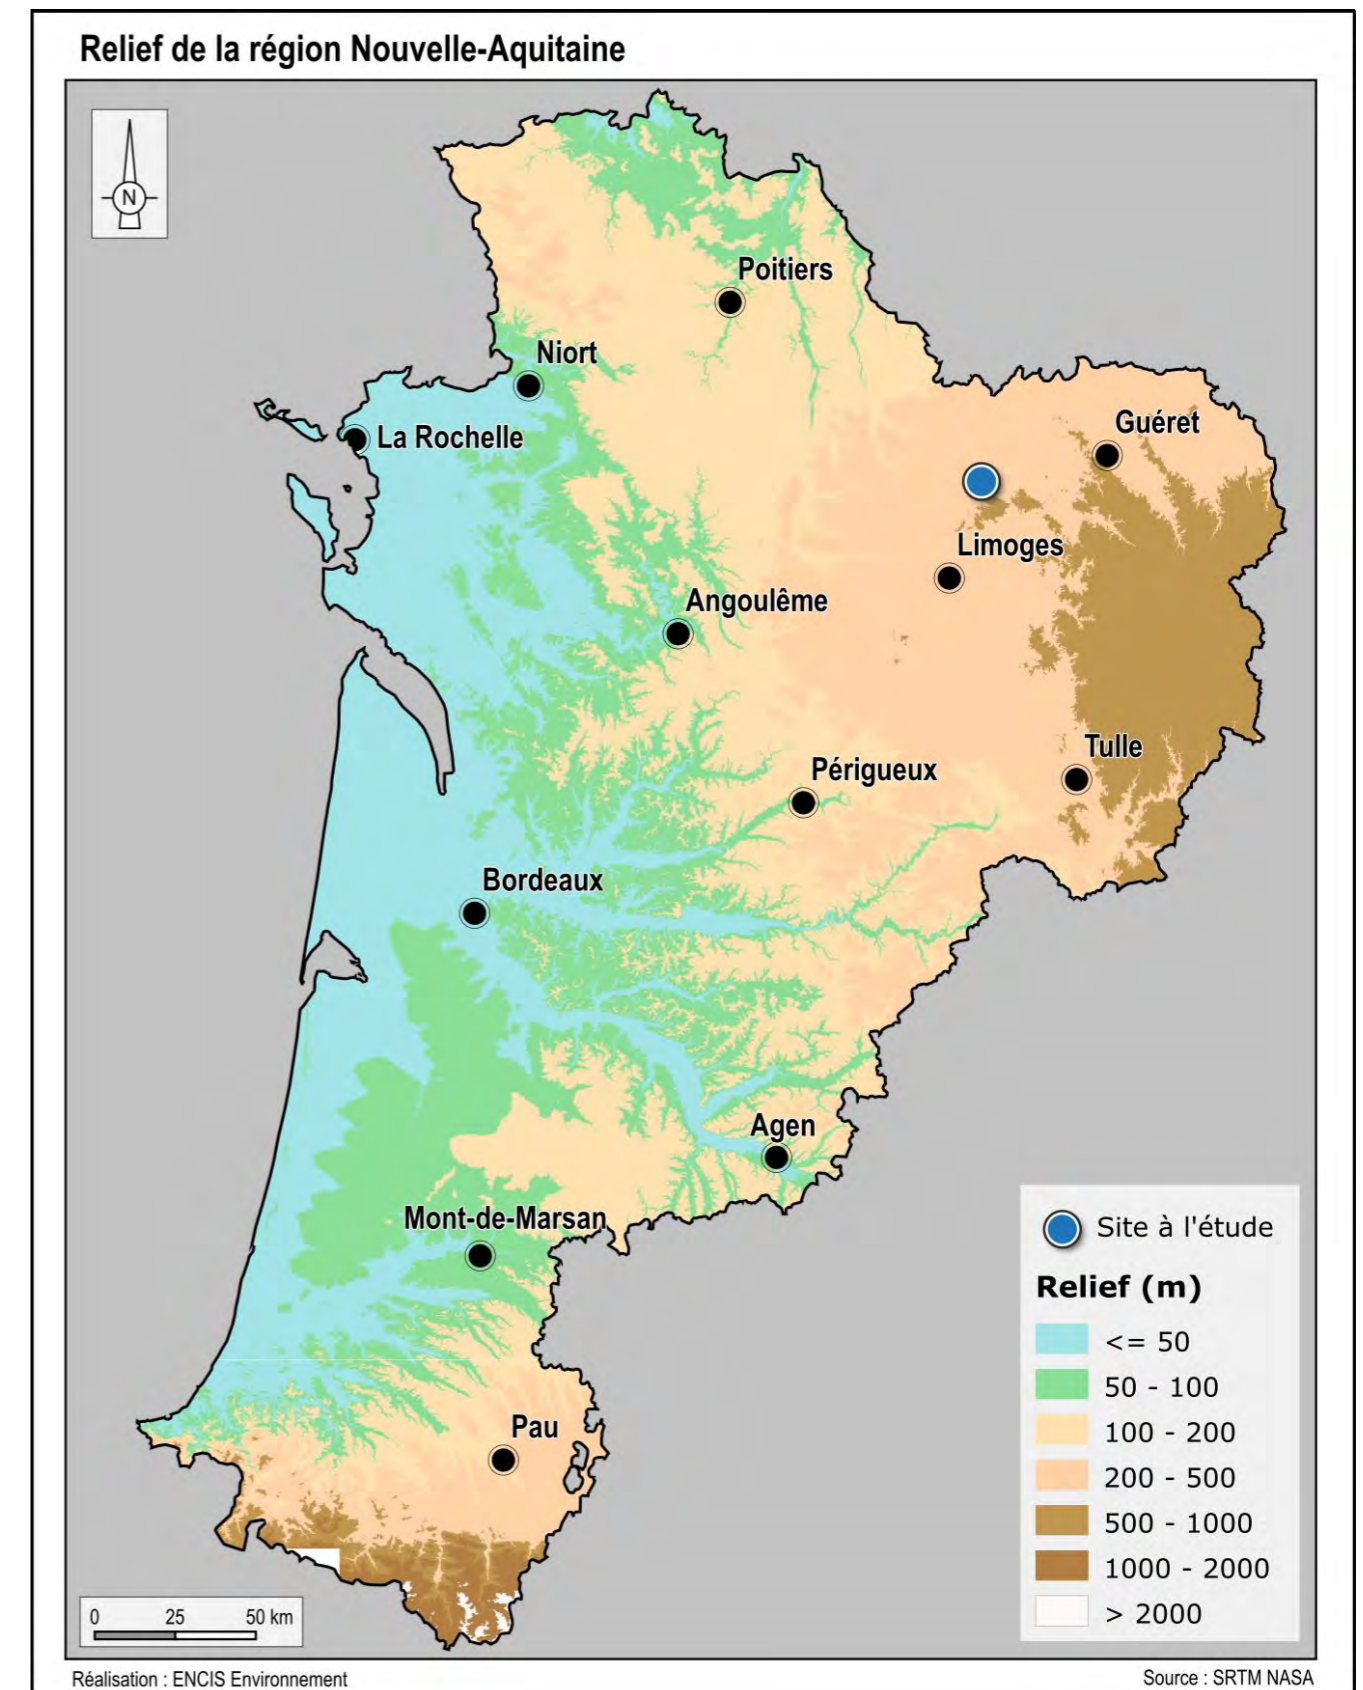 Relief de la région Nouvelle-Aquitaine
N
Poitiers
Niort
La Rochelle
Guéret
Limoges
Angoulême
Tulle
Périgueux
Bordeaux
Agen
Mont-de-Marsan
Pau
Site à l'étude
Relief (m)
<= 50
50 - 100
100 - 200
200 - 500
500 - 1000
1000 - 2000
> 2000
0 25 50 km
Réalisation : ENCIS Environnement
Source : SRTM NASA